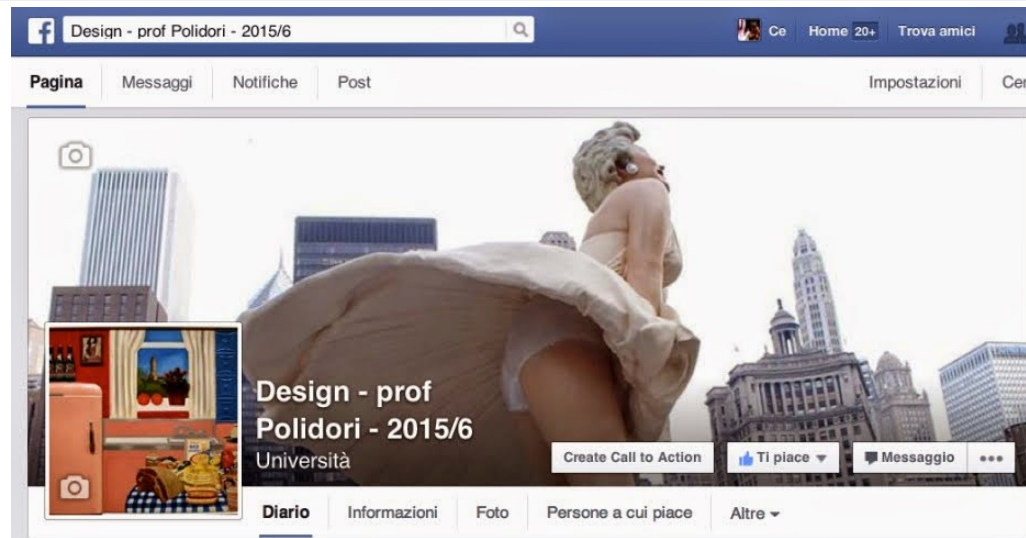 Design - prof Polidori - 2015/6
Ce Home 20+ Trova amici
Pagina Messaggi Notifiche Post Impostazioni
Design - prof
Polidori - 2015/6
Università
Create Call to Action Ti piace Messaggio
Diario Informazioni Foto Persone a cui piace Altre